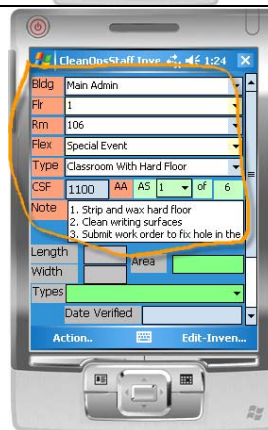 CleanOpsStaff Inve 1:24
Bldg Main Admin
Flr 1
Rm 106
Flex Special Event
Type Classroom With Hard Floor
CSF 1100 AA AS 1 of 6
Note 1. Strip and wax hard floor
2. Clean writing surfaces
3. Submit work order to fix hole in the
Length
Area
Width
Types
Date Verified
Action.. Edit-Inven...